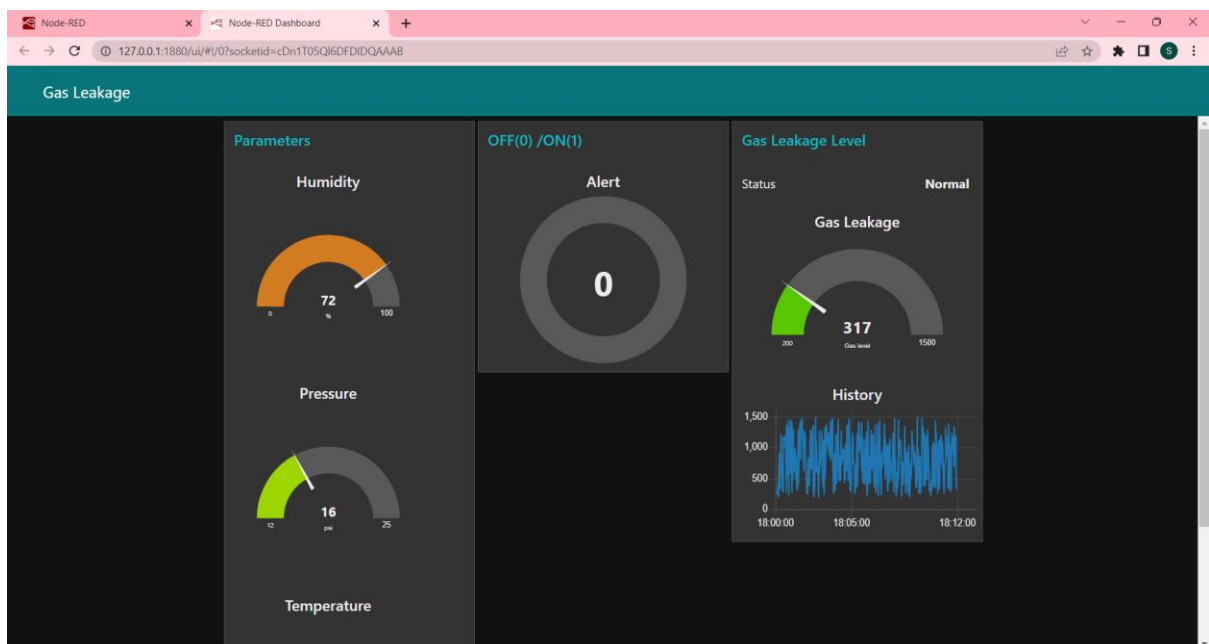 Node-RED
Node-RED Dashboard
127.0.0.1:1880/ui/#!/0?socketid=cDn1T05Ql6DFDIDQAAAB
S
Gas Leakage
Parameters
Humidity
72
%
0
100
Pressure
16
psi
12
25
Temperature
OFF(0) /ON(1)
Alert
0
Gas Leakage Level
Status Normal
Gas Leakage
317
Gas level
200
1500
History
1,500
1,000
500
0
18:00:00 18:05:00 18:12:00